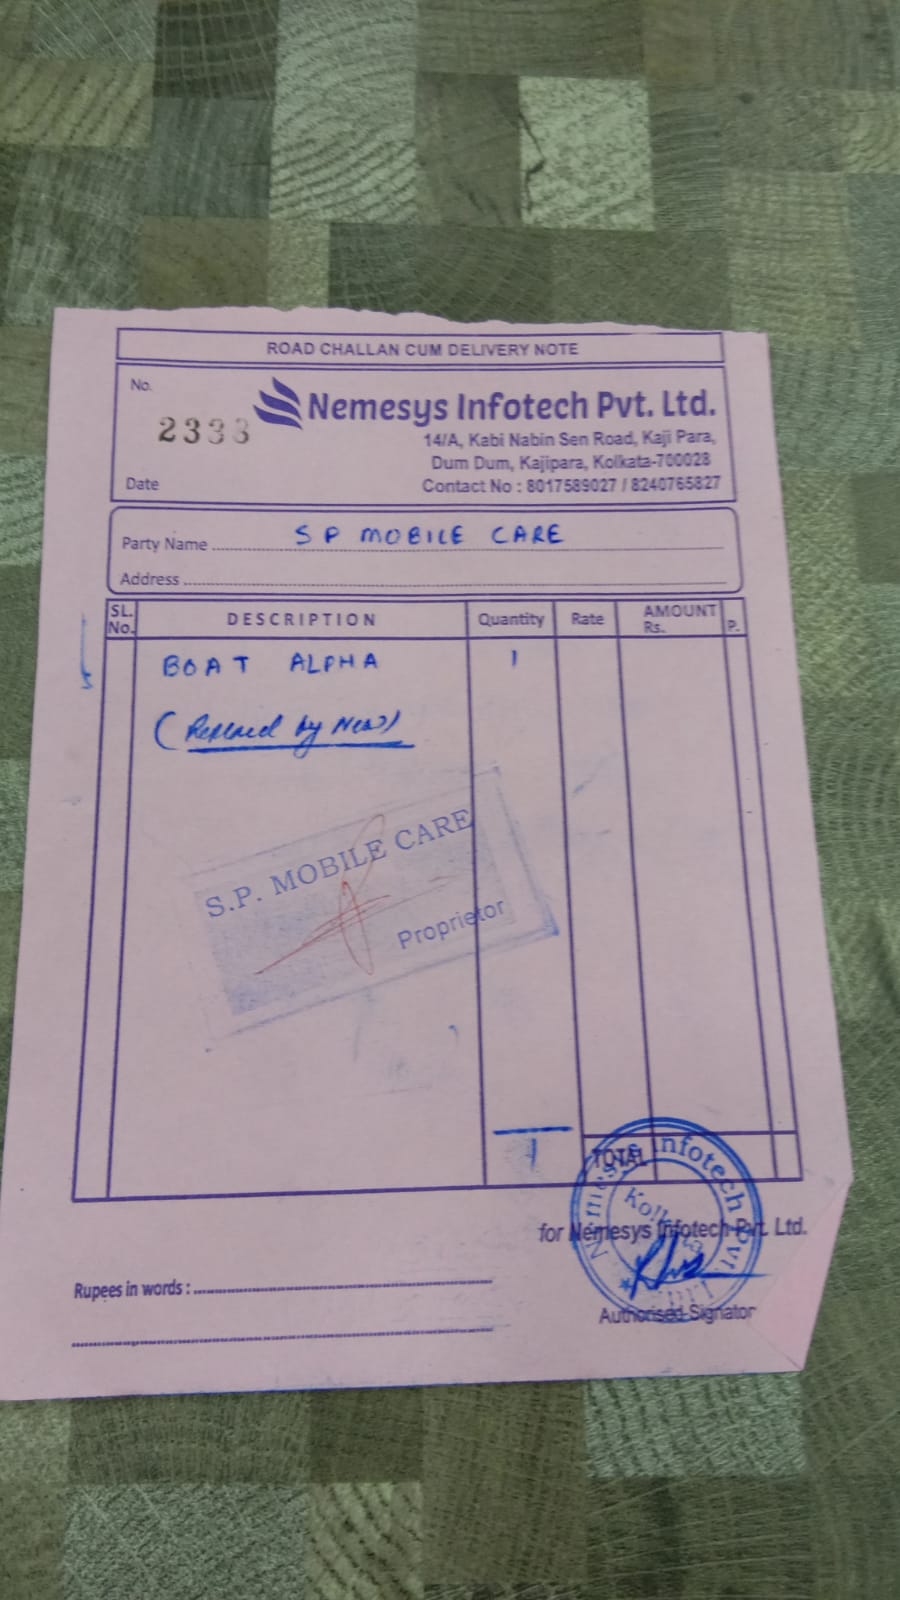 ROAD CHALLAN CUM DELIVERY NOTE
No.
2333
Nemesys Infotech Pvt. Ltd.
14/A, Kabi Nabin Sen Road, Kaji Para,
Dum Dum, Kajipara, Kolkata-700028
Date
Contact No : 8017589027 / 8240765827
Party Name S P MOBILE CARE
Address
SL. No. DESCRIPTION Quantity Rate AMOUNT Rs. P.
BOAT ALPHA 1
(Replaced by New)
S.P. MOBILE CARE
Proprietor
1
TOTAL
Nemesys Infotech Pvt. Ltd.
Kolkata
for Nemesys Infotech Pvt. Ltd.
Rupees in words :
Authorised Signator